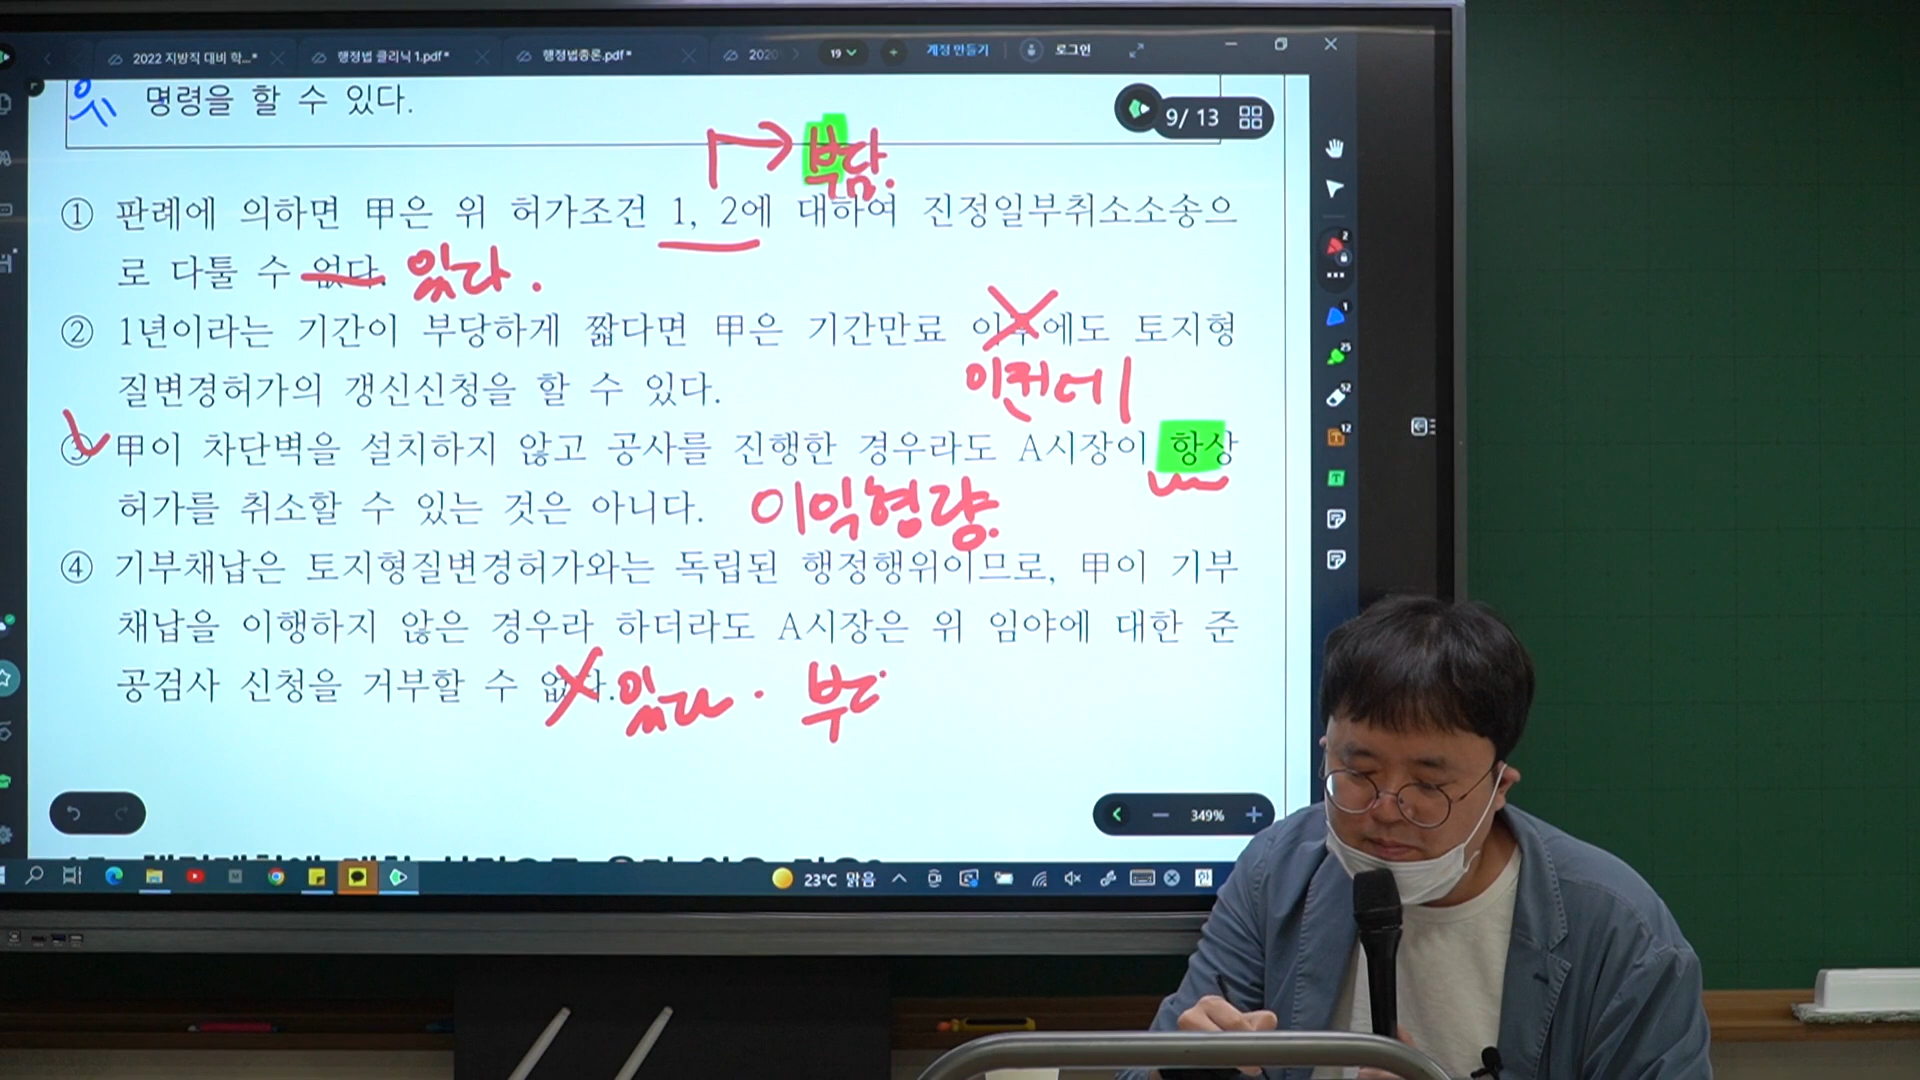 2022 지방직 대비 학...*
행정법 클리닉 1.pdf*
행정법총론.pdf*
2020
19
계정 만들기
로그인
명령을 할 수 있다.
9/ 13
부담.
① 판례에 의하면 甲은 위 허가조건 1, 2에 대하여 진정일부취소소송으
로 다툴 수 없다. 있다.
② 1년이라는 기간이 부당하게 짧다면 甲은 기간만료 이후에도 토지형
이전에
질변경허가의 갱신신청을 할 수 있다.
③ 甲이 차단벽을 설치하지 않고 공사를 진행한 경우라도 A시장이 항상
허가를 취소할 수 있는 것은 아니다. 이익형량.
④ 기부채납은 토지형질변경허가와는 독립된 행정행위이므로, 甲이 기부
채납을 이행하지 않은 경우라 하더라도 A시장은 위 임야에 대한 준
공검사 신청을 거부할 수 없다. 있다.
349%
23°C 맑음